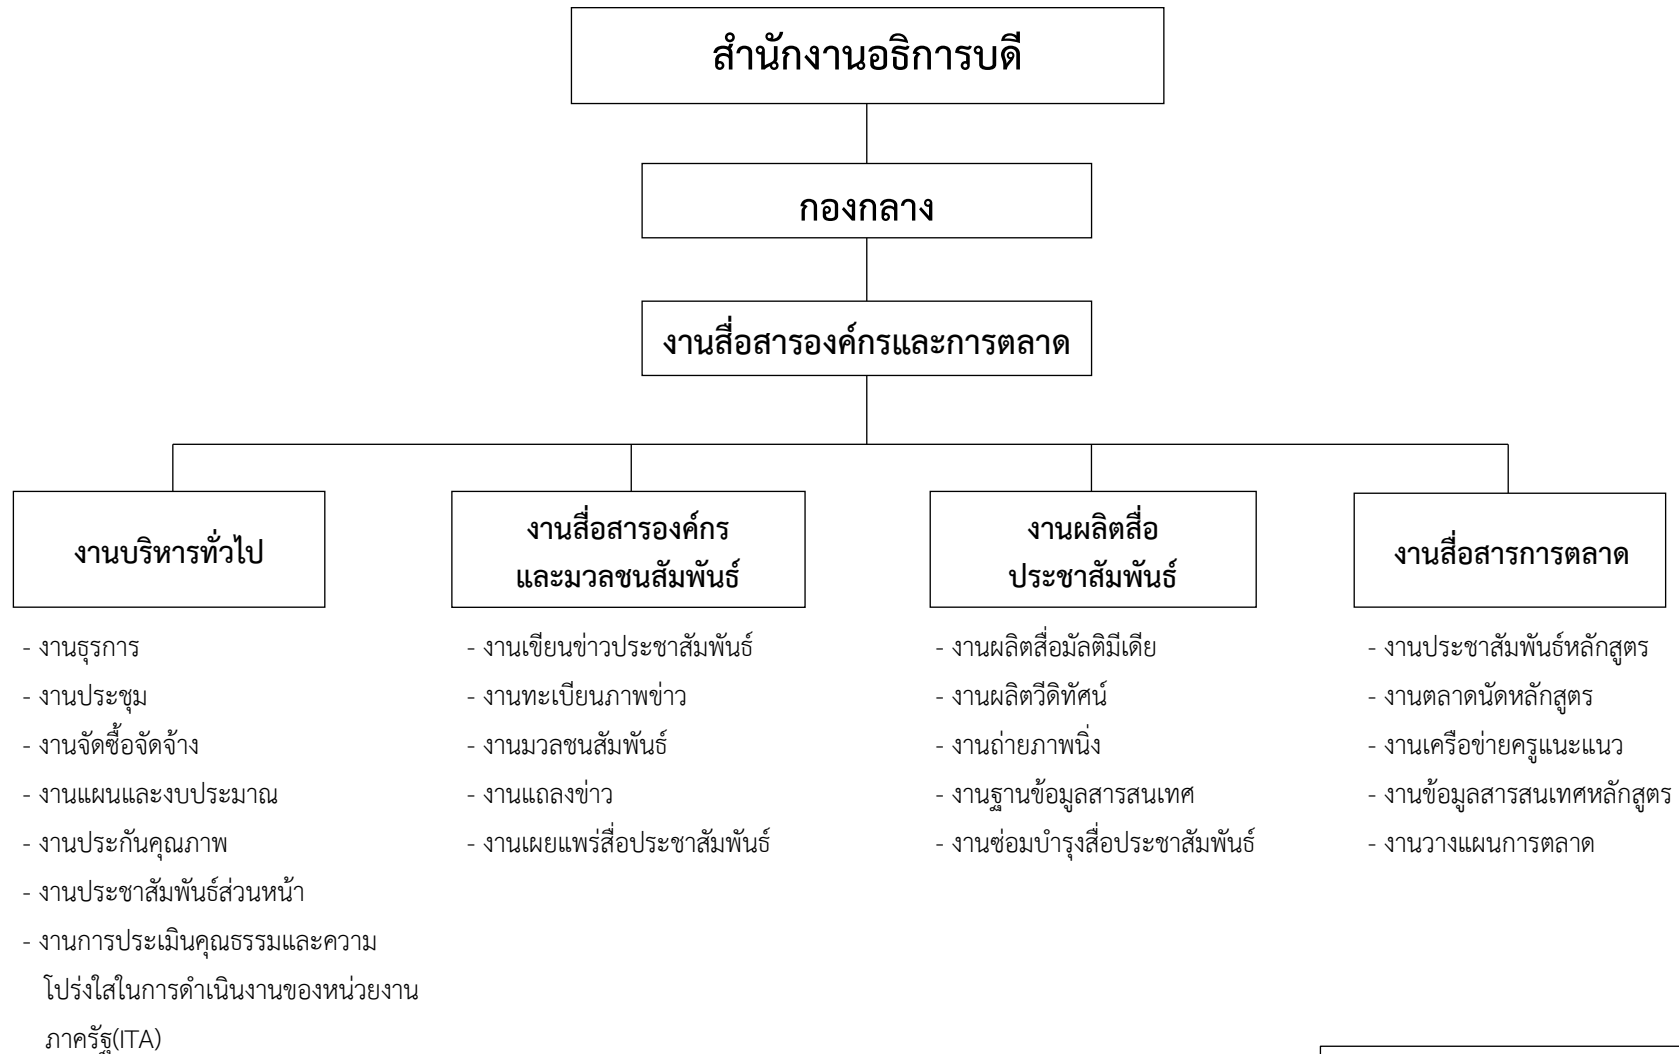 สำนักงานอธิการบดี
กองกลาง
งานสื่อสารองค์กรและการตลาด
งานบริหารทั่วไป
- งานธุรการ
- งานประชุม
- งานจัดซื้อจัดจ้าง
- งานแผนและงบประมาณ
- งานประกันคุณภาพ
- งานประชาสัมพันธ์ส่วนหน้า
- งานการประเมินคุณธรรมและความ
โปร่งใสในการดำเนินงานของหน่วยงาน
ภาครัฐ(ITA)
งานสื่อสารองค์กร
และมวลชนสัมพันธ์
- งานเขียนข่าวประชาสัมพันธ์
- งานทะเบียนภาพข่าว
- งานมวลชนสัมพันธ์
- งานแถลงข่าว
- งานเผยแพร่สื่อประชาสัมพันธ์
งานผลิตสื่อ
ประชาสัมพันธ์
- งานผลิตสื่อมัลติมีเดีย
- งานผลิตวีดิทัศน์
- งานถ่ายภาพนิ่ง
- งานฐานข้อมูลสารสนเทศ
- งานซ่อมบำรุงสื่อประชาสัมพันธ์
งานสื่อสารการตลาด
- งานประชาสัมพันธ์หลักสูตร
- งานตลาดนัดหลักสูตร
- งานเครือข่ายครูแนะแนว
- งานข้อมูลสารสนเทศหลักสูตร
- งานวางแผนการตลาด